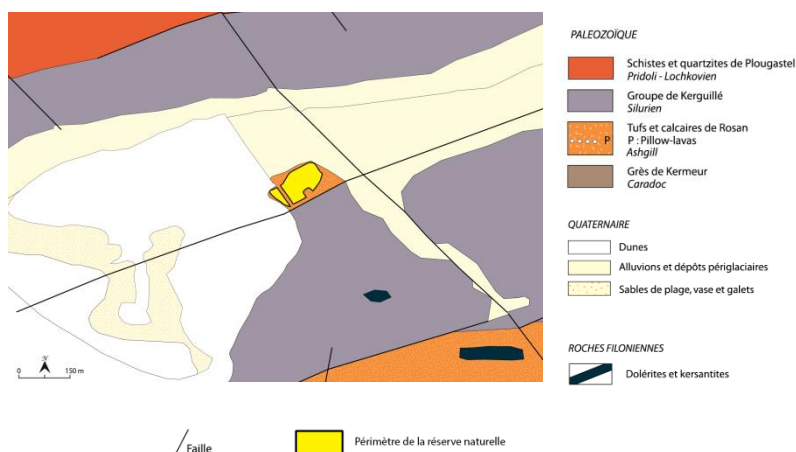 PALEOZOÏQUE
Schistes et quartzites de Plougastel
Pridoli - Lochkovien
Groupe de Kerguillé
Silurien
Tufs et calcaires de Rosan
P P : Pillow-lavas
Ashgill
Grès de Kermeur
Caradoc
QUATERNAIRE
Dunes
Alluvions et dépôts périglaciaires
Sables de plage, vase et galets
ROCHES FILONIENNES
Dolérites et kersantites
N
0 150 m
Faille
Périmètre de la réserve naturelle